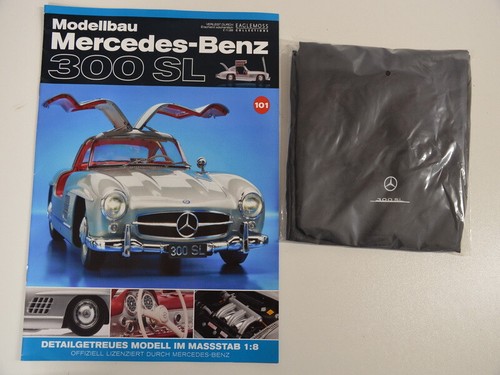 Modellbau
Mercedes-Benz
300 SL
EAGLEMOSS
COLLECTIONS
101
300 SL
DETAILGETREUES MODELL IM MASSSTAB 1:8
OFFIZIELL LIZENZIERT DURCH MERCEDES-BENZ
300 SL